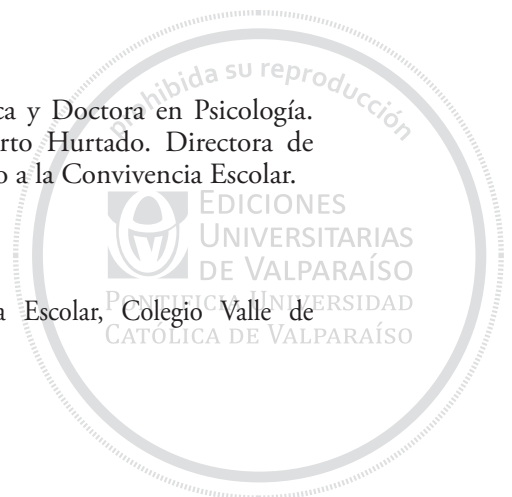 prohibida su reproducción
ca y Doctora en Psicología.
rto Hurtado. Directora de
o a la Convivencia Escolar.
EDICIONES
UNIVERSITARIAS
DE VALPARAÍSO
a Escolar, Colegio Valle de
PONTIFICIA UNIVERSIDAD
CATÓLICA DE VALPARAÍSO